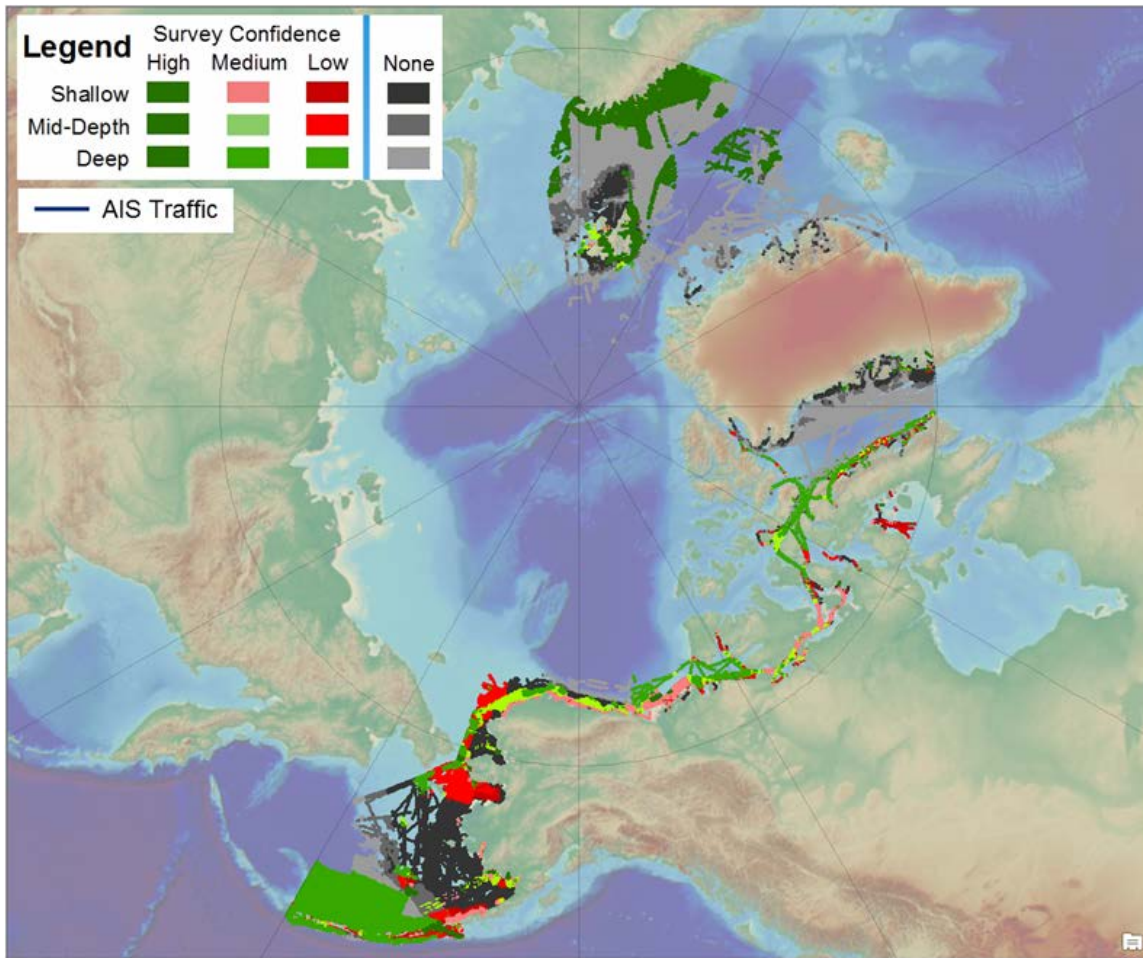 Legend
Survey Confidence
High Medium Low None
Shallow
Mid-Depth
Deep
AIS Traffic